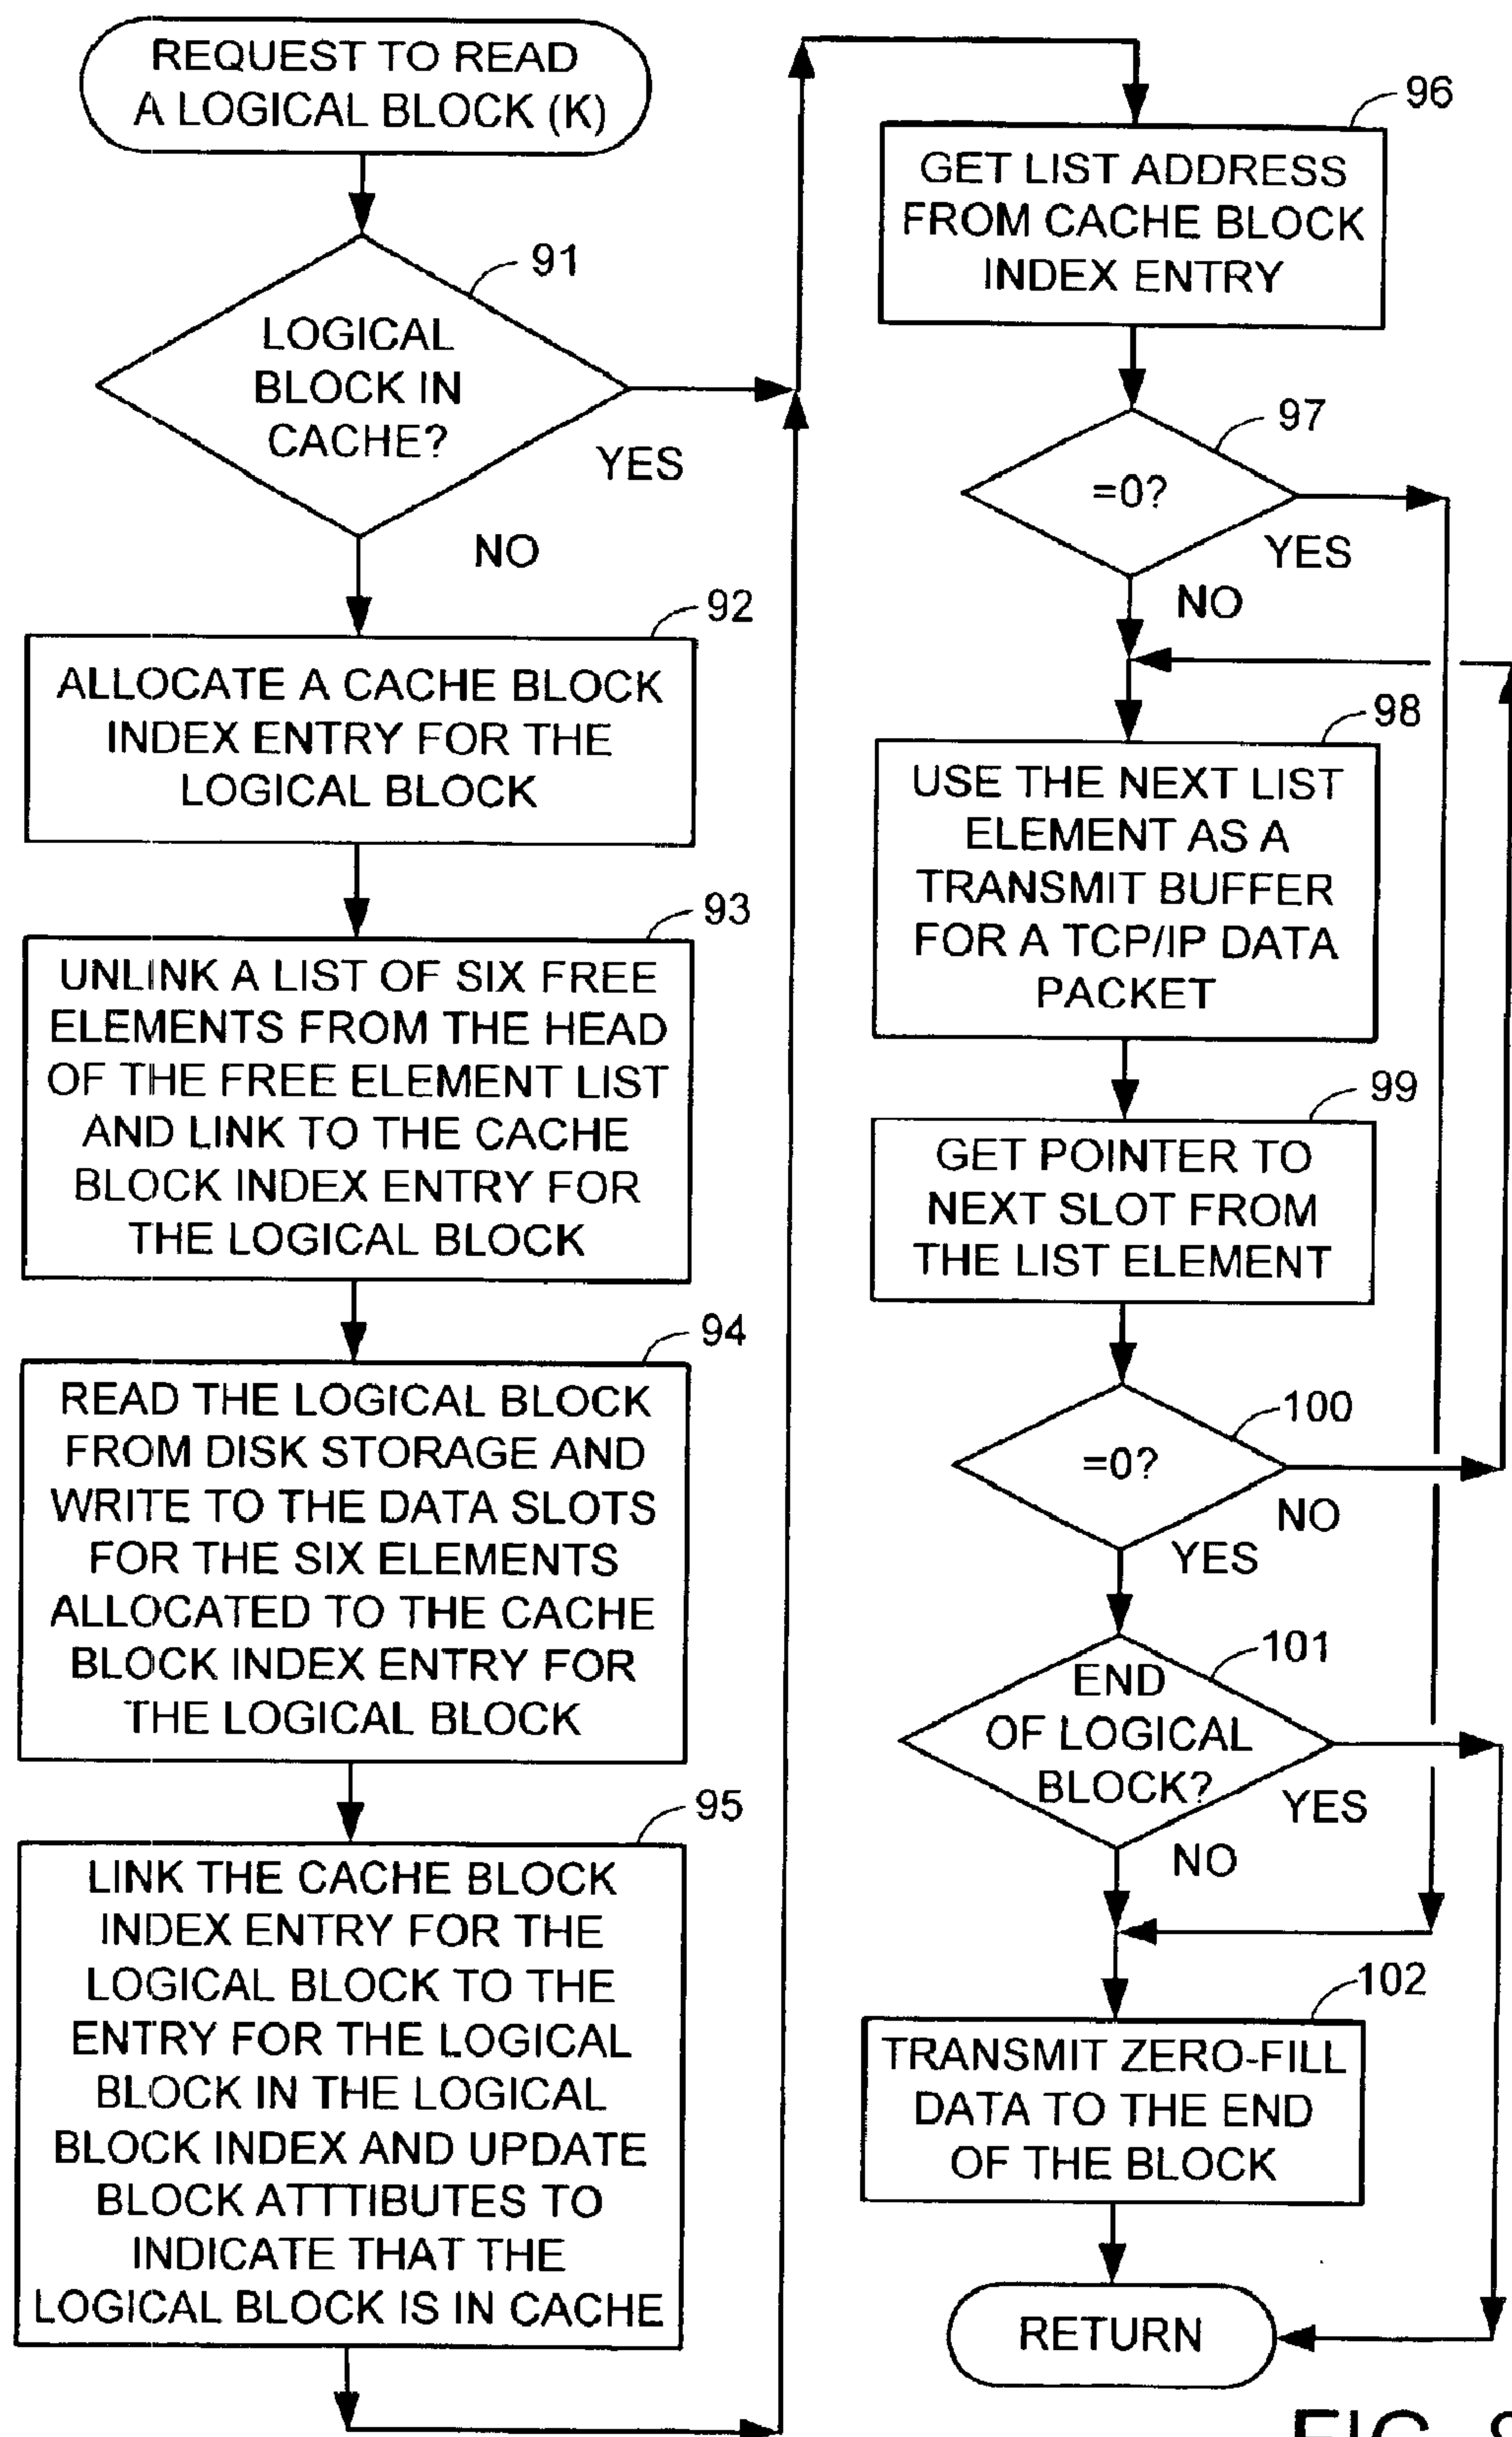 REQUEST TO READ
A LOGICAL BLOCK (K)
91
LOGICAL
BLOCK IN
CACHE?
YES
NO
92
ALLOCATE A CACHE BLOCK
INDEX ENTRY FOR THE
LOGICAL BLOCK
93
UNLINK A LIST OF SIX FREE
ELEMENTS FROM THE HEAD
OF THE FREE ELEMENT LIST
AND LINK TO THE CACHE
BLOCK INDEX ENTRY FOR
THE LOGICAL BLOCK
94
READ THE LOGICAL BLOCK
FROM DISK STORAGE AND
WRITE TO THE DATA SLOTS
FOR THE SIX ELEMENTS
ALLOCATED TO THE CACHE
BLOCK INDEX ENTRY FOR
THE LOGICAL BLOCK
95
LINK THE CACHE BLOCK
INDEX ENTRY FOR THE
LOGICAL BLOCK TO THE
ENTRY FOR THE LOGICAL
BLOCK IN THE LOGICAL
BLOCK INDEX AND UPDATE
BLOCK ATTTIBUTES TO
INDICATE THAT THE
LOGICAL BLOCK IS IN CACHE
96
GET LIST ADDRESS
FROM CACHE BLOCK
INDEX ENTRY
97
=0?
YES
NO
98
USE THE NEXT LIST
ELEMENT AS A
TRANSMIT BUFFER
FOR A TCP/IP DATA
PACKET
99
GET POINTER TO
NEXT SLOT FROM
THE LIST ELEMENT
100
=0?
NO
YES
101
END
OF LOGICAL
BLOCK?
YES
NO
102
TRANSMIT ZERO-FILL
DATA TO THE END
OF THE BLOCK
RETURN
FIG.